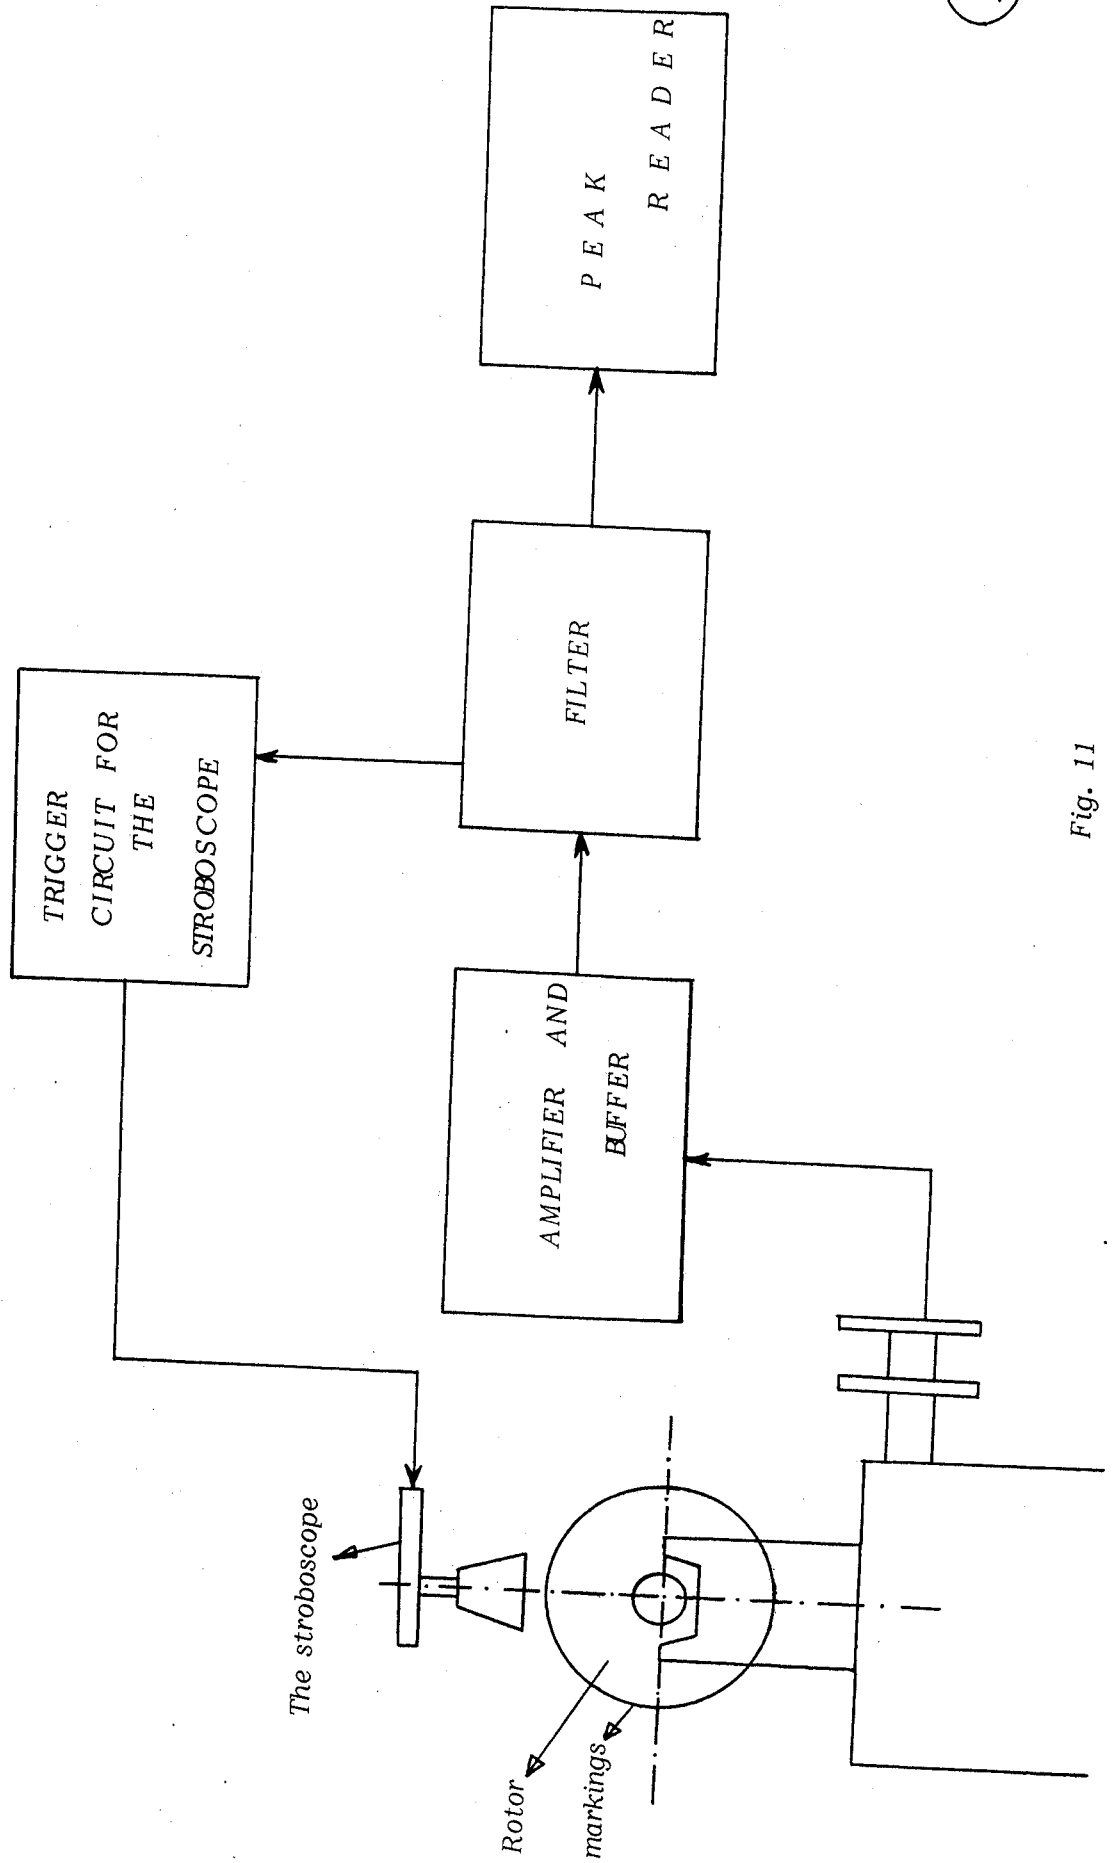 TRIGGER
CIRCUIT FOR
THE
STROBOSCOPE
The stroboscope
PEAK
READER
FILTER
AMPLIFIER AND
BUFFER
Rotor
markings
Fig. 11